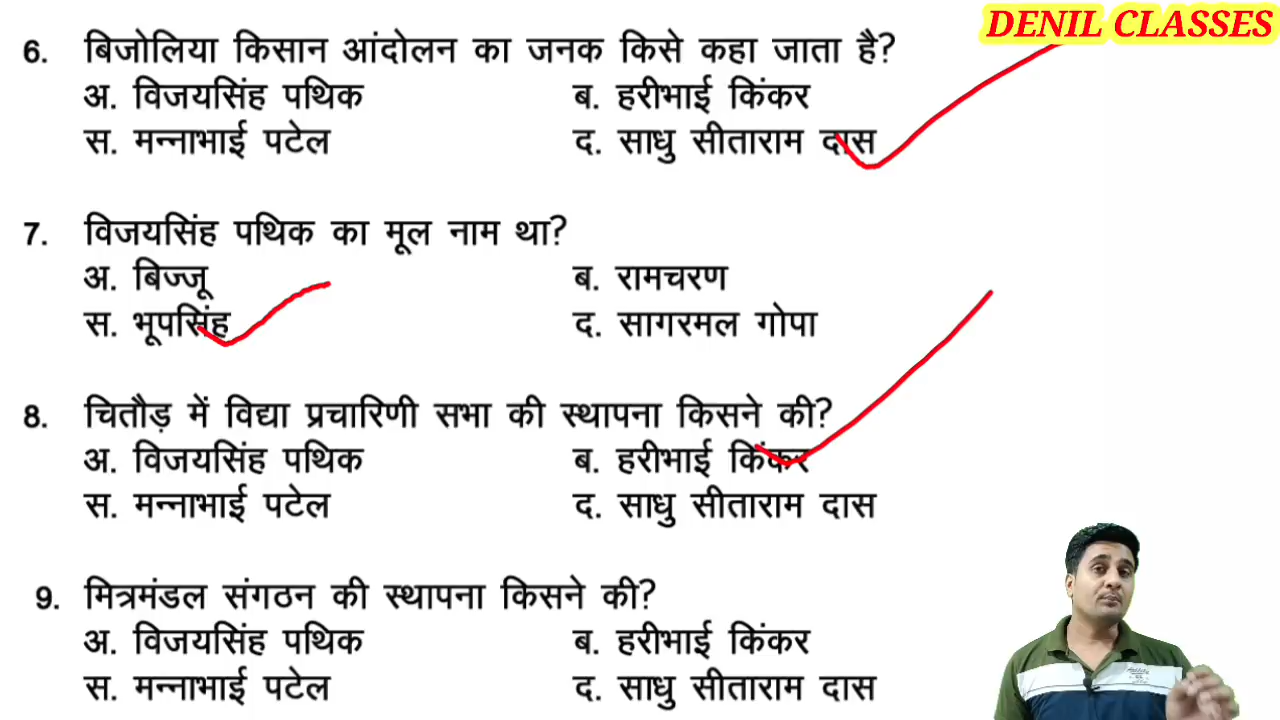 DENIL CLASSES
6. बिजोलिया किसान आंदोलन का जनक किसे कहा जाता है?
अ. विजयसिंह पथिक ब. हरीभाई किंकर
स. मन्नाभाई पटेल द. साधु सीताराम दास
7. विजयसिंह पथिक का मूल नाम था?
अ. बिज्जू ब. रामचरण
स. भूपसिंह द. सागरमल गोपा
8. चितौड़ में विद्या प्रचारिणी सभा की स्थापना किसने की?
अ. विजयसिंह पथिक ब. हरीभाई किंकर
स. मन्नाभाई पटेल द. साधु सीताराम दास
9. मित्रमंडल संगठन की स्थापना किसने की?
अ. विजयसिंह पथिक ब. हरीभाई किंकर
स. मन्नाभाई पटेल द. साधु सीताराम दास